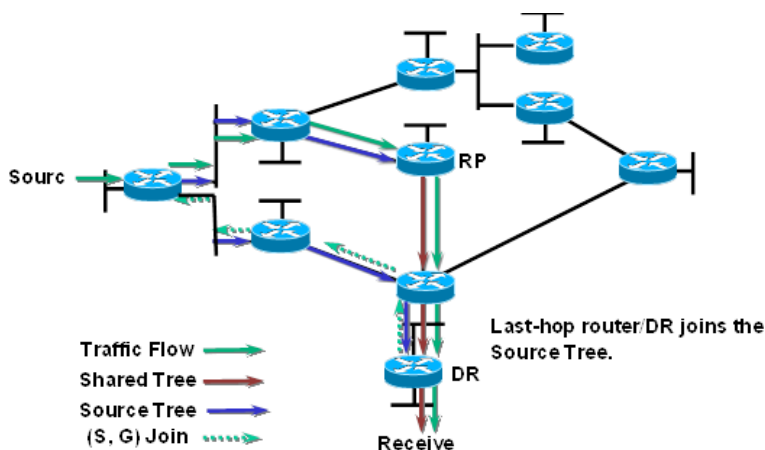 RP
Sourc
Last-hop router/DR joins the
Source Tree.
Traffic Flow
Shared Tree
DR
Source Tree
(S, G) Join
Receive